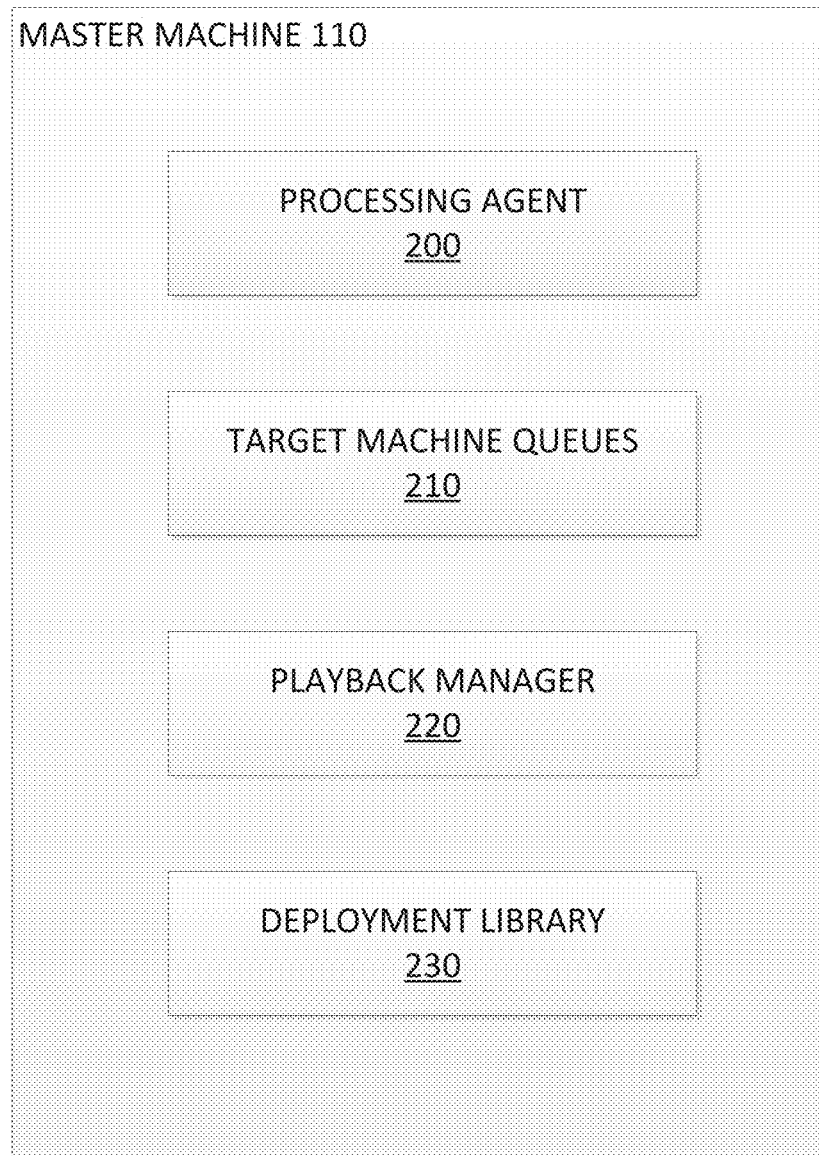 MASTER MACHINE 110
PROCESSING AGENT
200
TARGET MACHINE QUEUES
210
PLAYBACK MANAGER
220
DEPLOYMENT LIBRARY
230